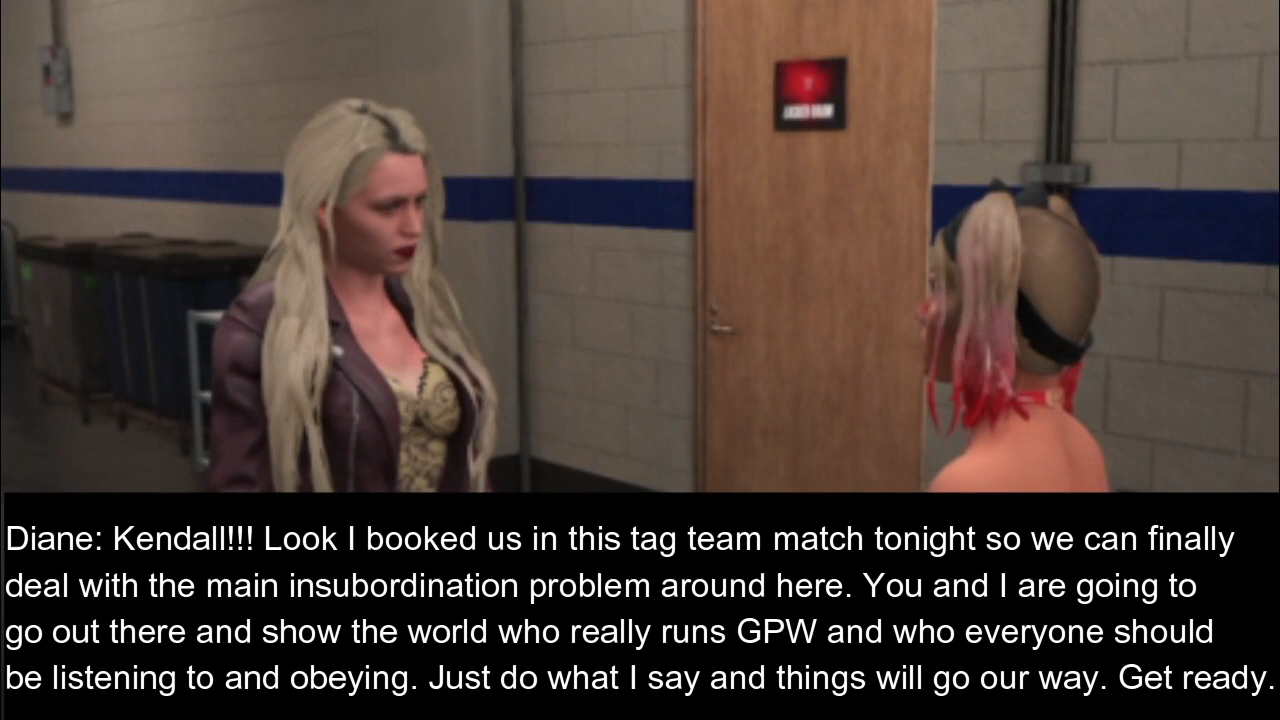 Diane: Kendall!!! Look I booked us in this tag team match tonight so we can finally
deal with the main insubordination problem around here. You and I are going to
go out there and show the world who really runs GPW and who everyone should
be listening to and obeying. Just do what I say and things will go our way. Get ready.